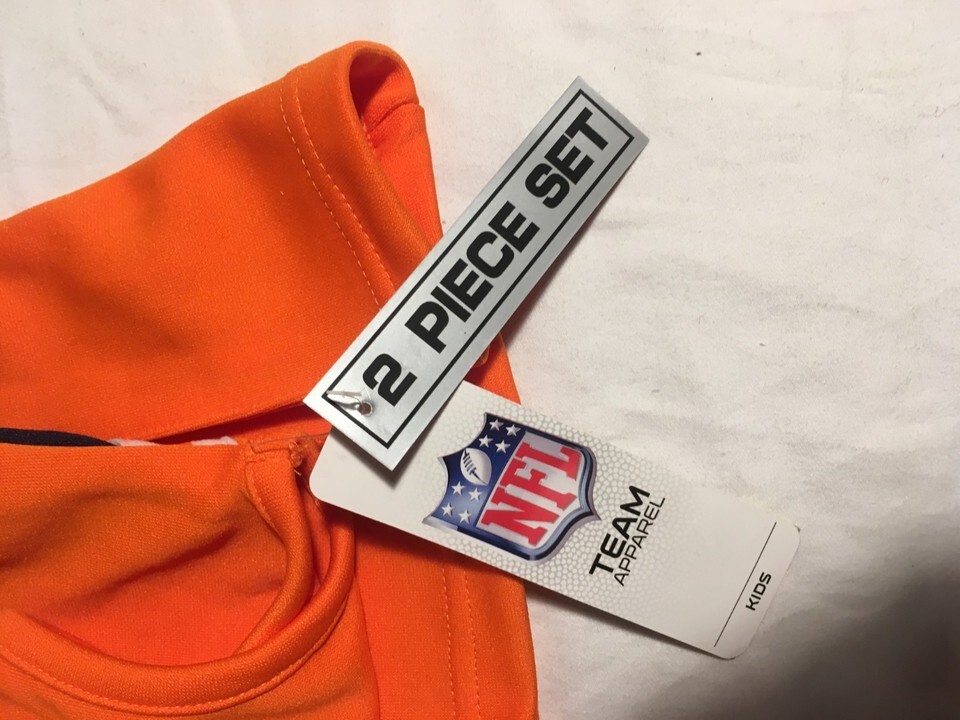 2 PIECE SET
NFL
TEAM
APPAREL
KIDS